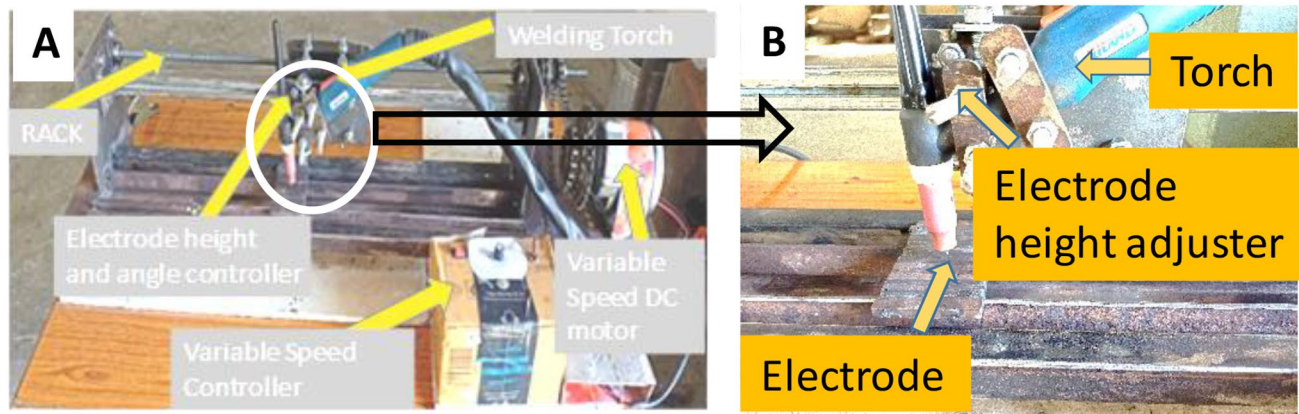 A
Welding Torch
RACK
Electrode height
and angle controller
Variable
Speed DC
motor
Variable Speed
Controller
B
Torch
Electrode
height adjuster
Electrode